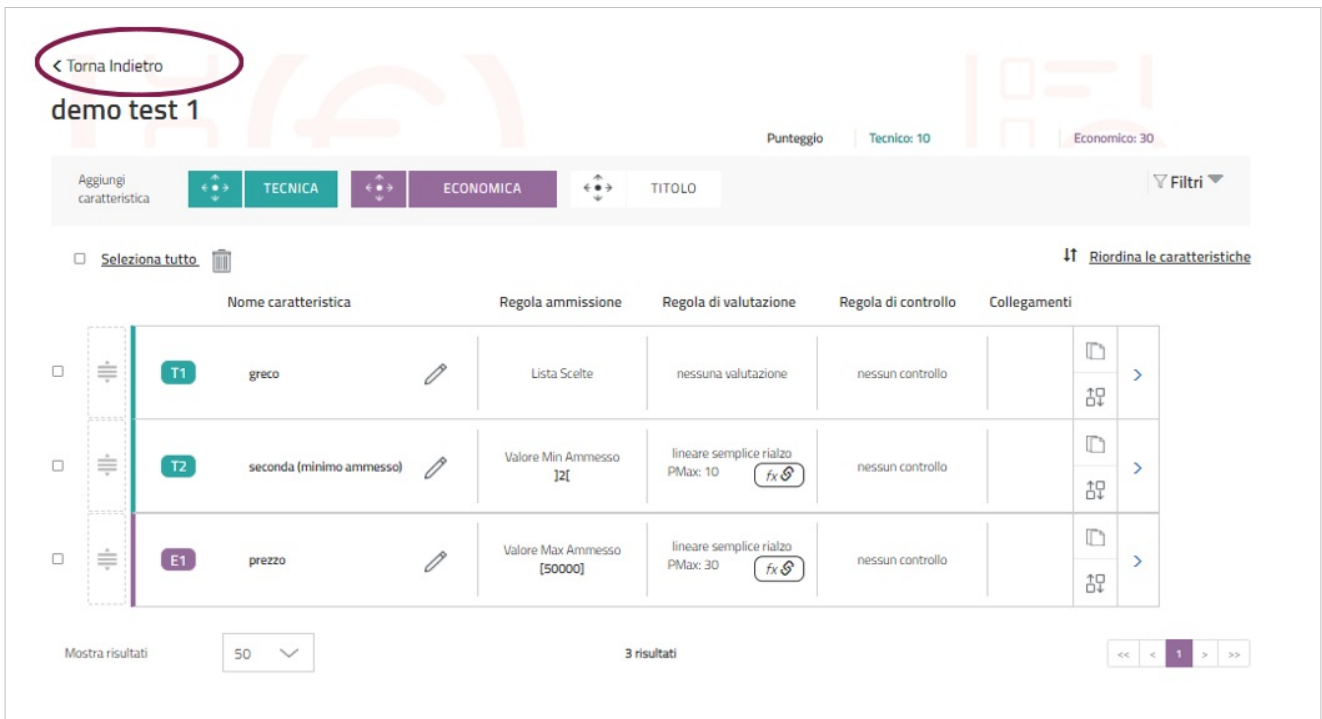 < Torna Indietro
demo test 1
Punteggio Tecnico: 10 Economico: 30
Aggiungi
caratteristica
TECNICA ECONOMICA TITOLO Filtri
Seleziona tutto Riordina le caratteristiche
Nome caratteristica Regola ammissione Regola di valutazione Regola di controllo Collegamenti
T1 greco Lista Scelte nessuna valutazione nessun controllo >
T2 seconda (minimo ammesso) Valore Min Ammesso lineare semplice rialzo nessun controllo >
]2[ PMax: 10 fx
E1 prezzo Valore Max Ammesso lineare semplice rialzo nessun controllo >
[50000] PMax: 30 fx
Mostra risultati 50 3 risultati << < 1 > >>